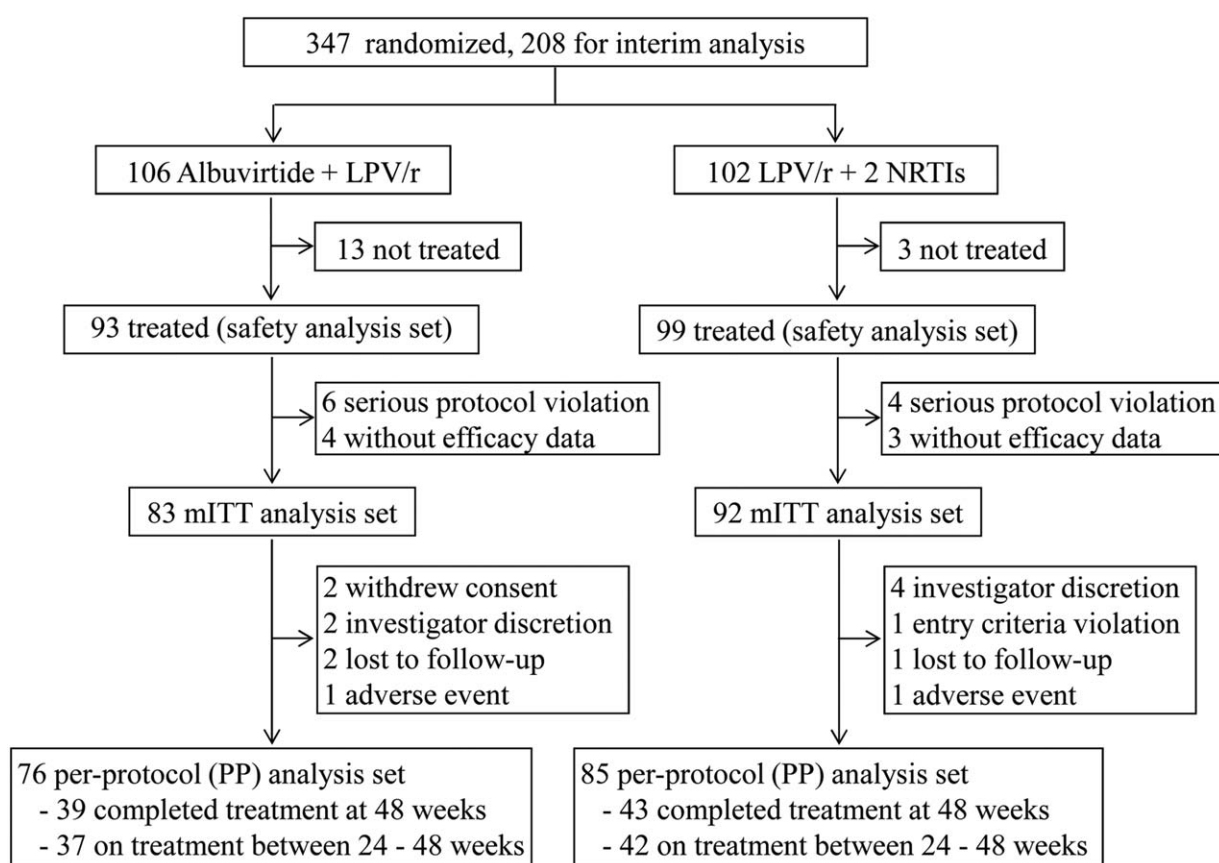 347 randomized, 208 for interim analysis
106 Albuvirtide + LPV/r
102 LPV/r + 2 NRTIs
13 not treated
3 not treated
93 treated (safety analysis set)
99 treated (safety analysis set)
6 serious protocol violation
4 without efficacy data
4 serious protocol violation
3 without efficacy data
83 mITT analysis set
92 mITT analysis set
2 withdrew consent
2 investigator discretion
2 lost to follow-up
1 adverse event
4 investigator discretion
1 entry criteria violation
1 lost to follow-up
1 adverse event
76 per-protocol (PP) analysis set
- 39 completed treatment at 48 weeks
- 37 on treatment between 24 - 48 weeks
85 per-protocol (PP) analysis set
- 43 completed treatment at 48 weeks
- 42 on treatment between 24 - 48 weeks